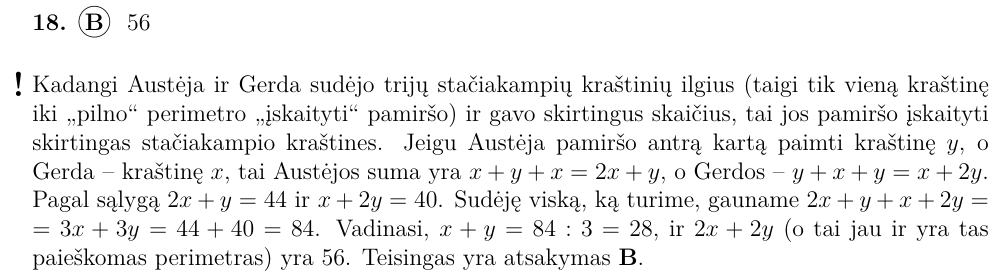 18. B 56
! Kadangi Austėja ir Gerda sudėjo trijų stačiakampių kraštinių ilgius (taigi tik vieną kraštinę
iki „pilno“ perimetro „įskaityti“ pamiršo) ir gavo skirtingus skaičius, tai jos pamiršo įskaityti
skirtingas stačiakampio kraštines. Jeigu Austėja pamiršo antrą kartą paimti kraštinę y, o
Gerda – kraštinę x, tai Austėjos suma yra x + y + x = 2x + y, o Gerdos – y + x + y = x + 2y.
Pagal sąlygą 2x + y = 44 ir x + 2y = 40. Sudėję viską, ką turime, gauname 2x + y + x + 2y =
= 3x + 3y = 44 + 40 = 84. Vadinasi, x + y = 84 : 3 = 28, ir 2x + 2y (o tai jau ir yra tas
paieškomas perimetras) yra 56. Teisingas yra atsakymas B.